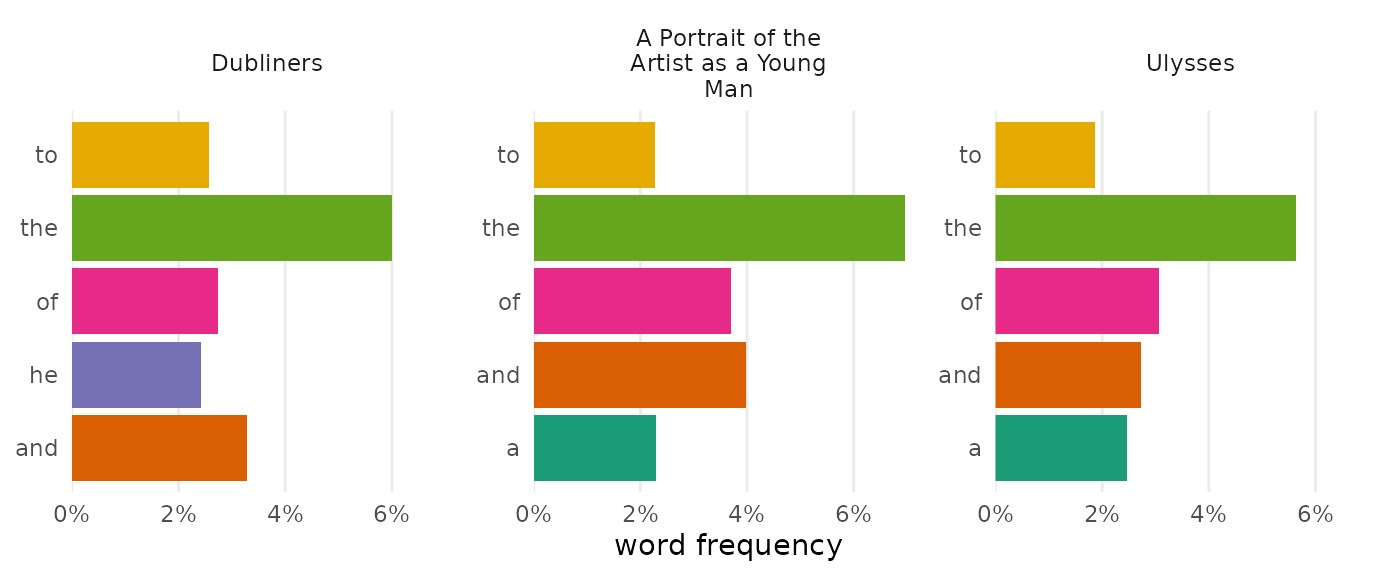 Dubliners
A Portrait of the
Artist as a Young
Man
Ulysses
to
the
of
he
and
to
the
of
and
a
to
the
of
and
a
0% 2% 4% 6%
0% 2% 4% 6%
0% 2% 4% 6%
word frequency